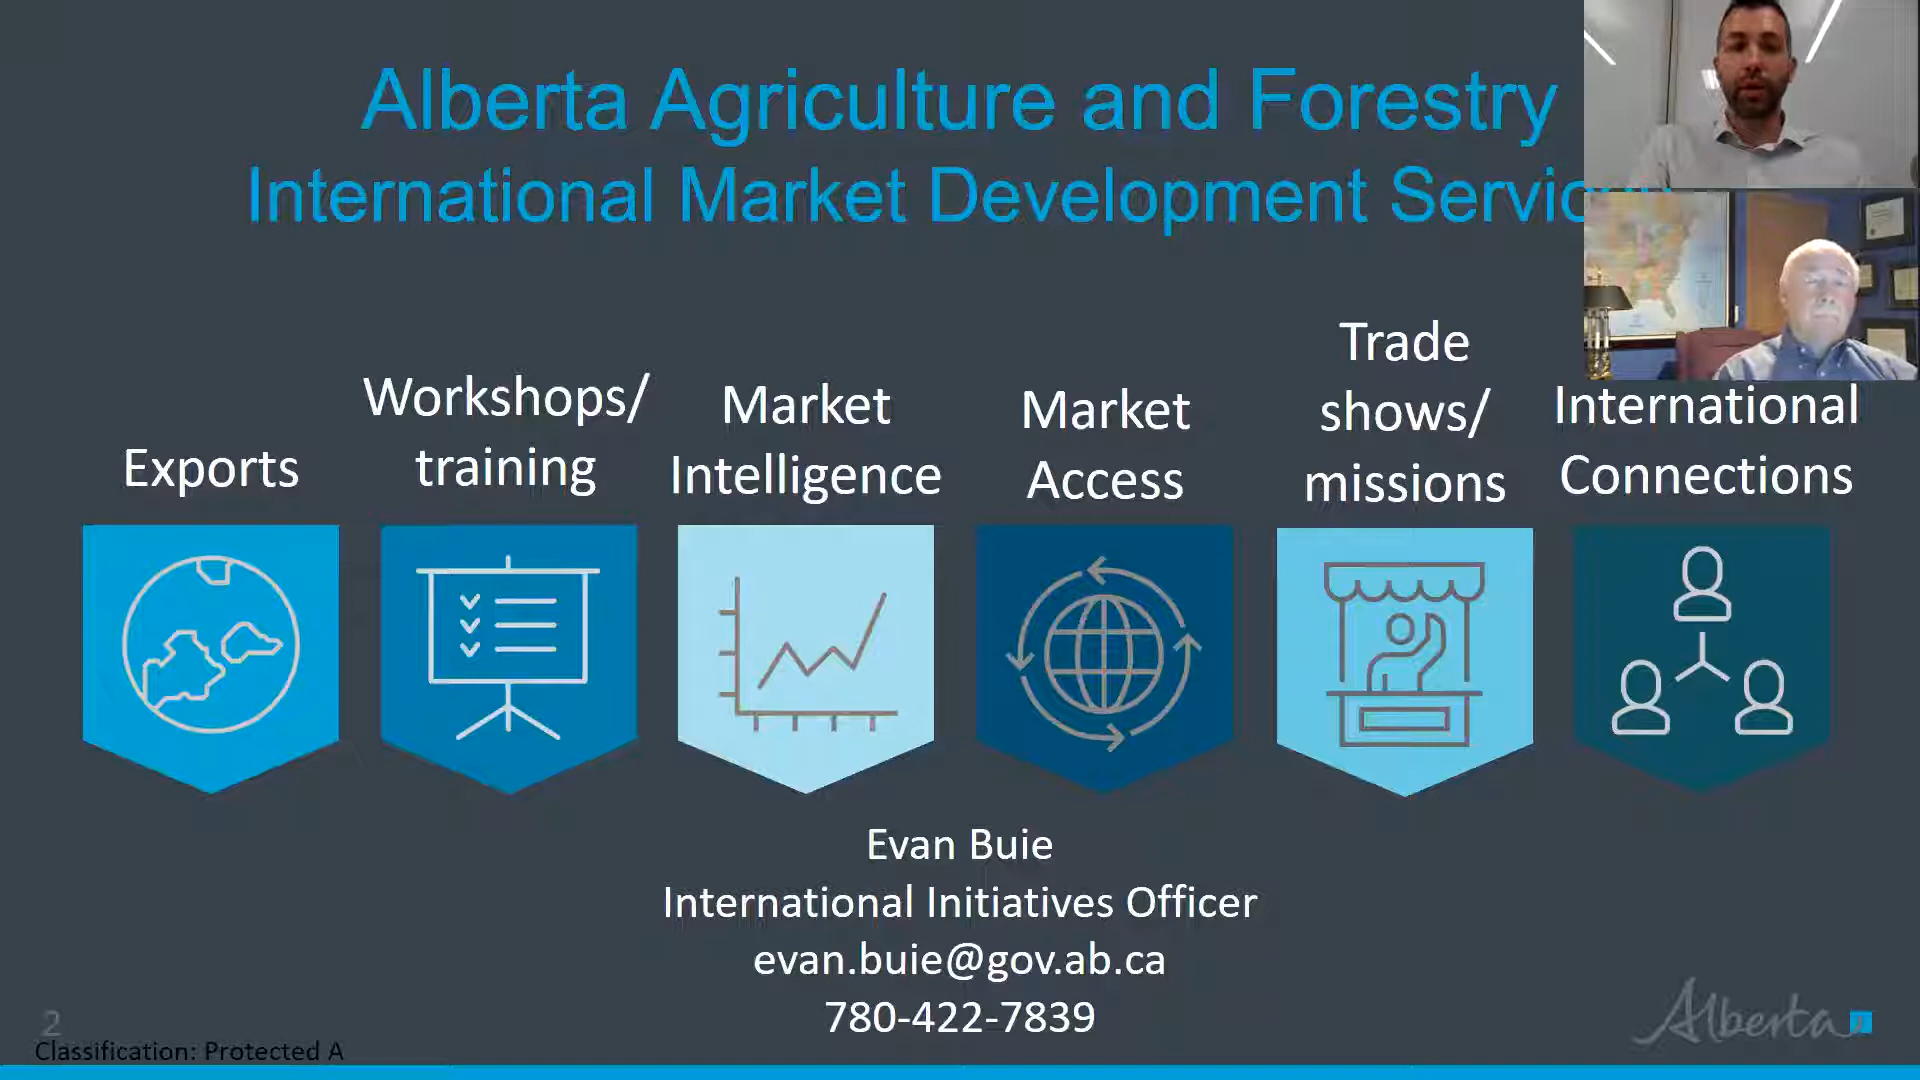 Alberta Agriculture and Forestry
International Market Development
Exports
Workshops/
training
Market
Intelligence
Market
Access
Trade
shows/
missions
International
Connections
Evan Buie
International Initiatives Officer
evan.buie@gov.ab.ca
780-422-7839
2
Classification: Protected A
Alberta